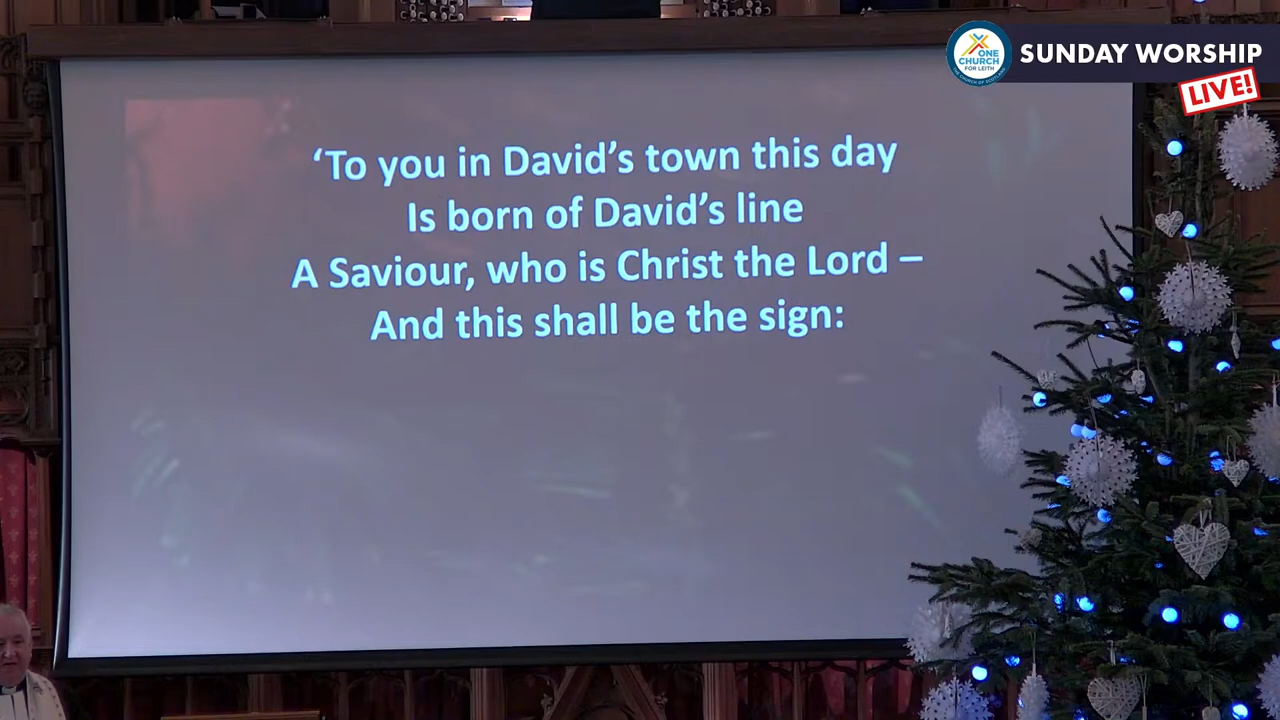 ONE
CHURCH
FOR LEITH
SUNDAY WORSHIP
LIVE!
‘To you in David’s town this day
Is born of David’s line
A Saviour, who is Christ the Lord –
And this shall be the sign: